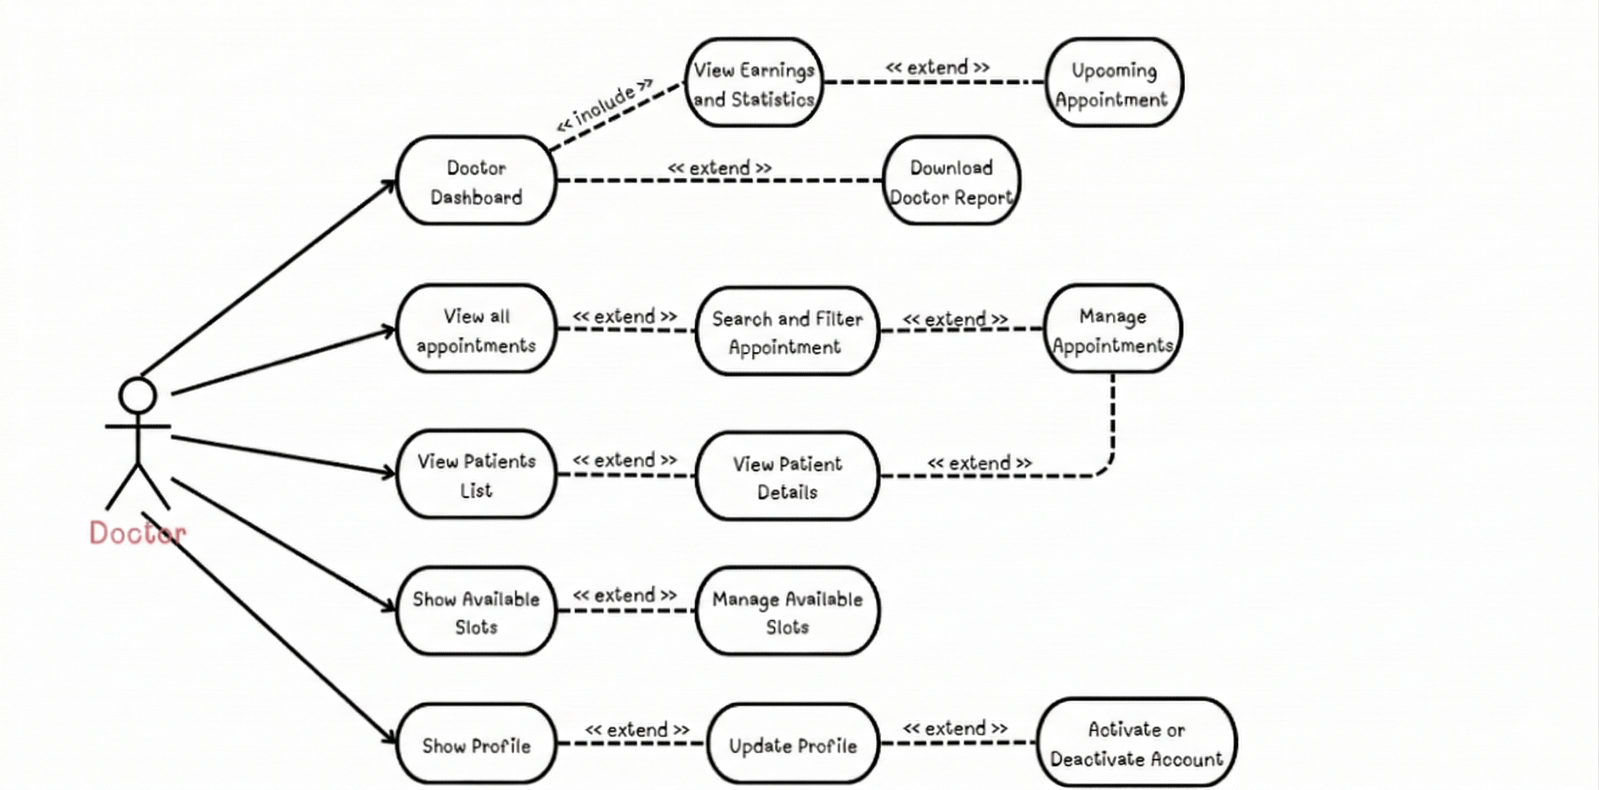 View Earnings
and Statistics
<< extend >>
Upcoming
Appointment
<< include >>
Doctor
Dashboard
<< extend >>
Download
Doctor Report
View all
appointments
<< extend >>
Search and Filter
Appointment
<< extend >>
Manage
Appointments
View Patients
List
<< extend >>
View Patient
Details
<< extend >>
Doctor
Show Available
Slots
<< extend >>
Manage Available
Slots
Show Profile
<< extend >>
Update Profile
<< extend >>
Activate or
Deactivate Account